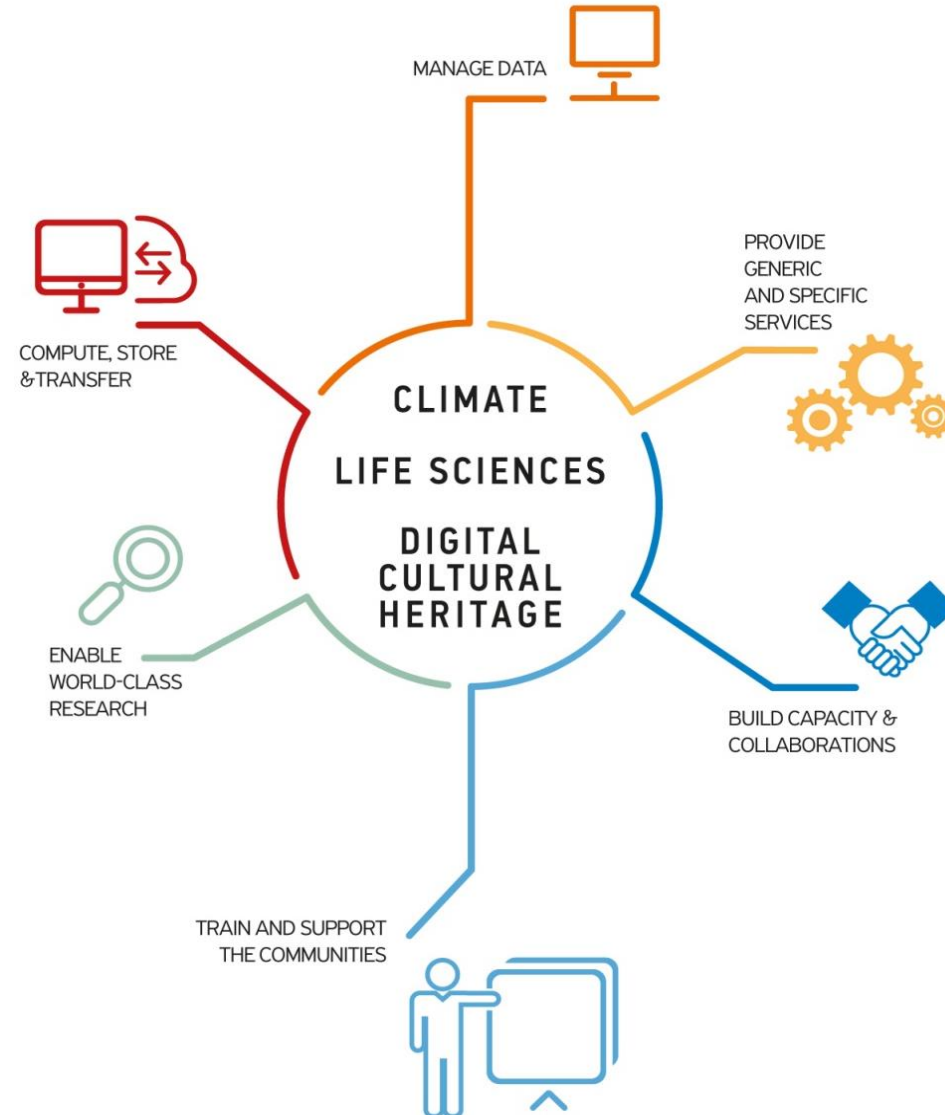 MANAGE DATA
PROVIDE
GENERIC
AND SPECIFIC
SERVICES
COMPUTE, STORE
&TRANSFER
CLIMATE
LIFE SCIENCES
DIGITAL
CULTURAL
HERITAGE
ENABLE
WORLD-CLASS
RESEARCH
BUILD CAPACITY &
COLLABORATIONS
TRAIN AND SUPPORT
THE COMMUNITIES